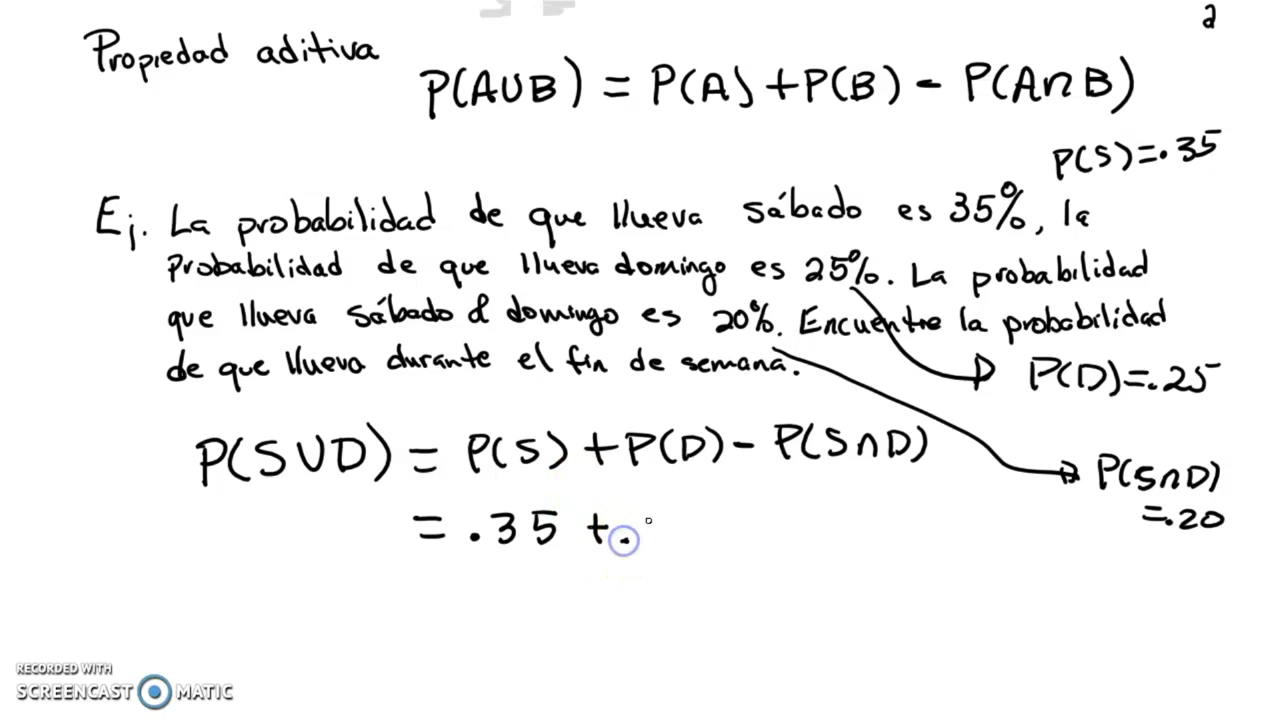 2
Propiedad aditiva
P(A∪B) = P(A) + P(B) - P(A∩B)
P(S)=.35
Ej. La probabilidad de que llueva sábado es 35%, la
probabilidad de que llueva domingo es 25%. La probabilidad
que llueva sábado & domingo es 20%. Encuentre la probabilidad
de que llueva durante el fin de semana.
P(D)=.25
P(S∪D) = P(S) + P(D) - P(S∩D)
P(S∩D)
=.20
= .35 + .
RECORDED WITH
SCREENCAST MATIC